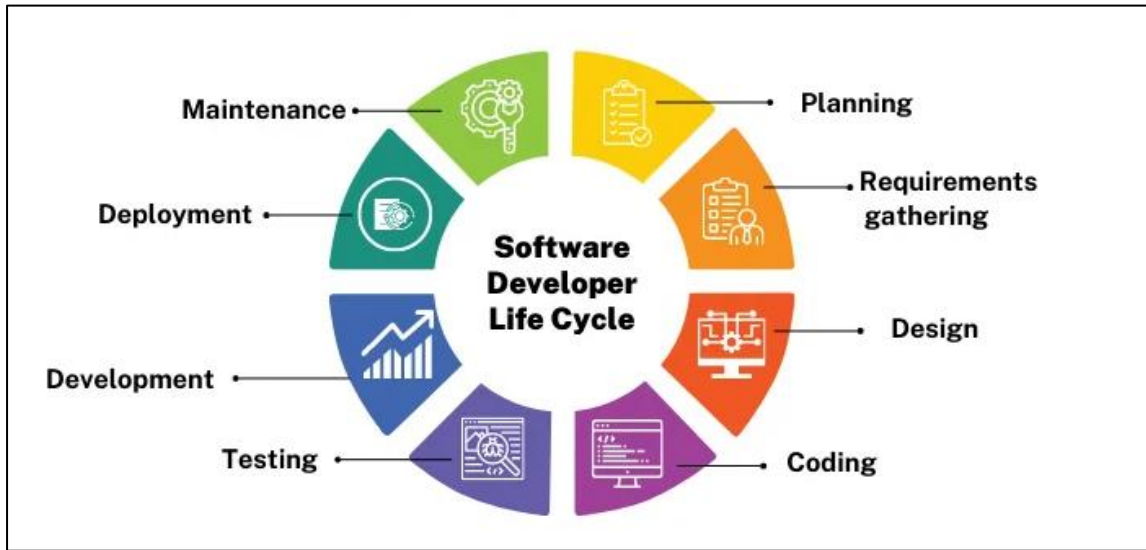 Maintenance
Planning
Deployment
Requirements
gathering
Software
Developer
Life Cycle
Design
Development
Testing
Coding